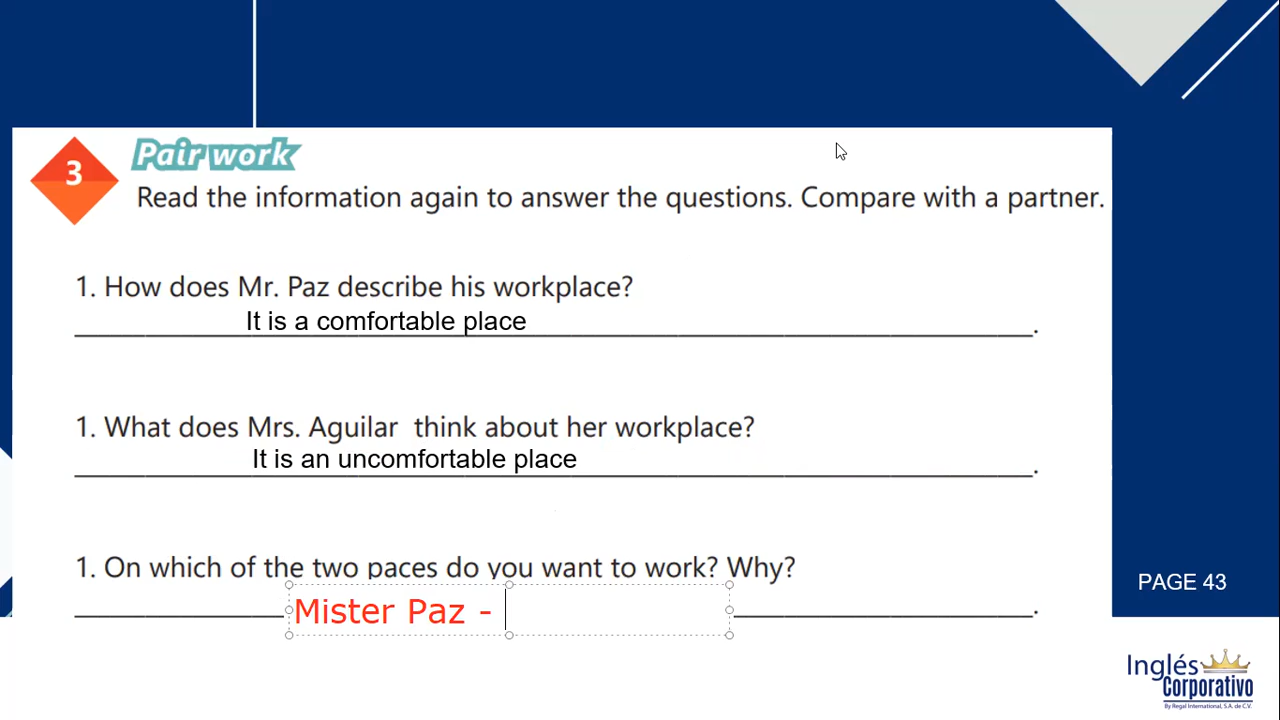 3
Pair work
Read the information again to answer the questions. Compare with a partner.
1. How does Mr. Paz describe his workplace?
It is a comfortable place
1. What does Mrs. Aguilar think about her workplace?
It is an uncomfortable place
1. On which of the two paces do you want to work? Why?
Mister Paz -
PAGE 43
Inglés
Corporativo
By Regal International, S.A. de C.V.